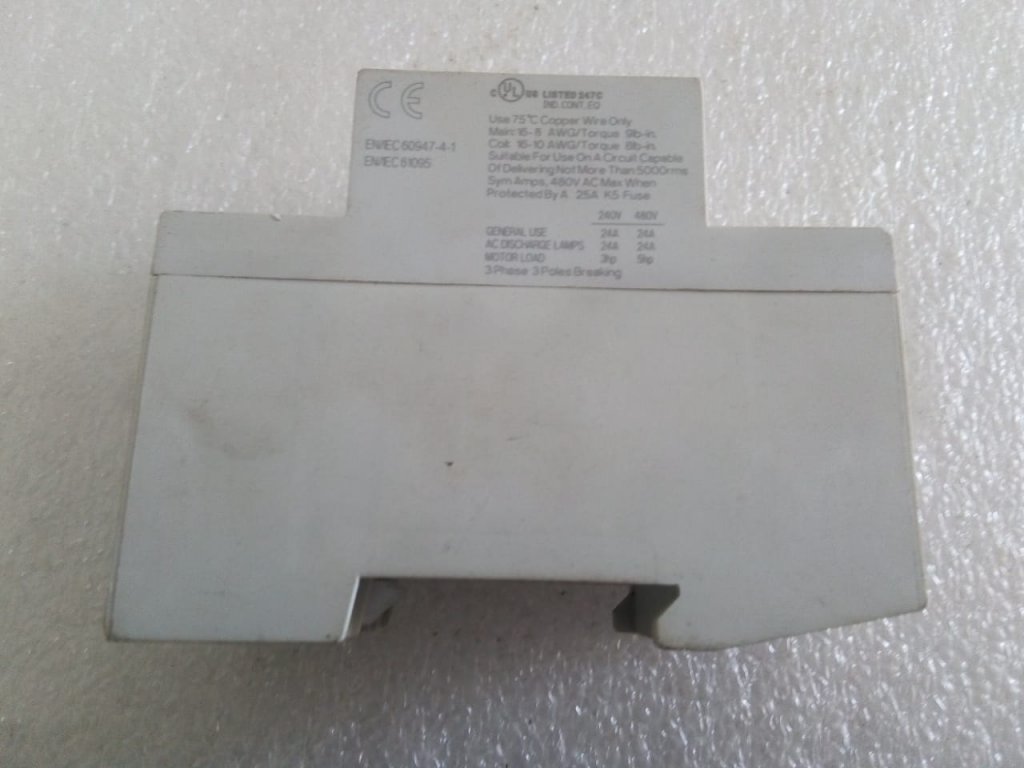 CE
EN/IEC 60947-4-1
EN/IEC 61095
C UL US LISTED 247C
IND. CONT. EQ
Use 75°C Copper Wire Only
Main: 16-8 AWG/Torque 9lb-in.
Coil: 16-10 AWG/Torque 8lb-in.
Suitable For Use On A Circuit Capable
Of Delivering Not More Than 5000rms
Sym Amps, 480V AC Max When
Protected By A 25A K5 Fuse
240V 480V
GENERAL USE 24A 24A
AC DISCHARGE LAMPS 24A 24A
MOTOR LOAD 3hp 5hp
3 Phase 3 Poles Breaking